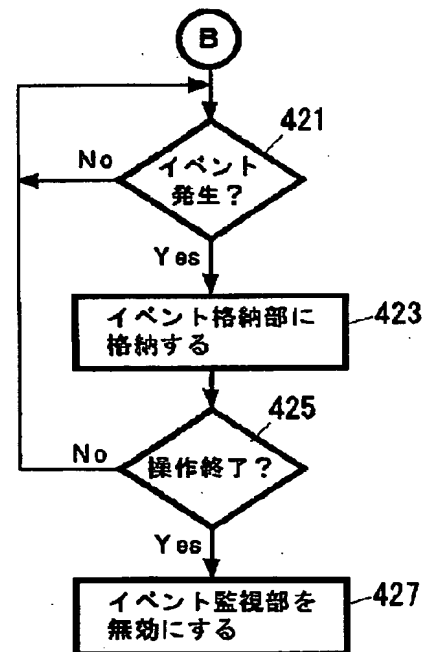 B
421
No
イベント
発生？
Yes
イベント格納部に
格納する
423
425
No
操作終了？
Yes
イベント監視部を
無効にする
427